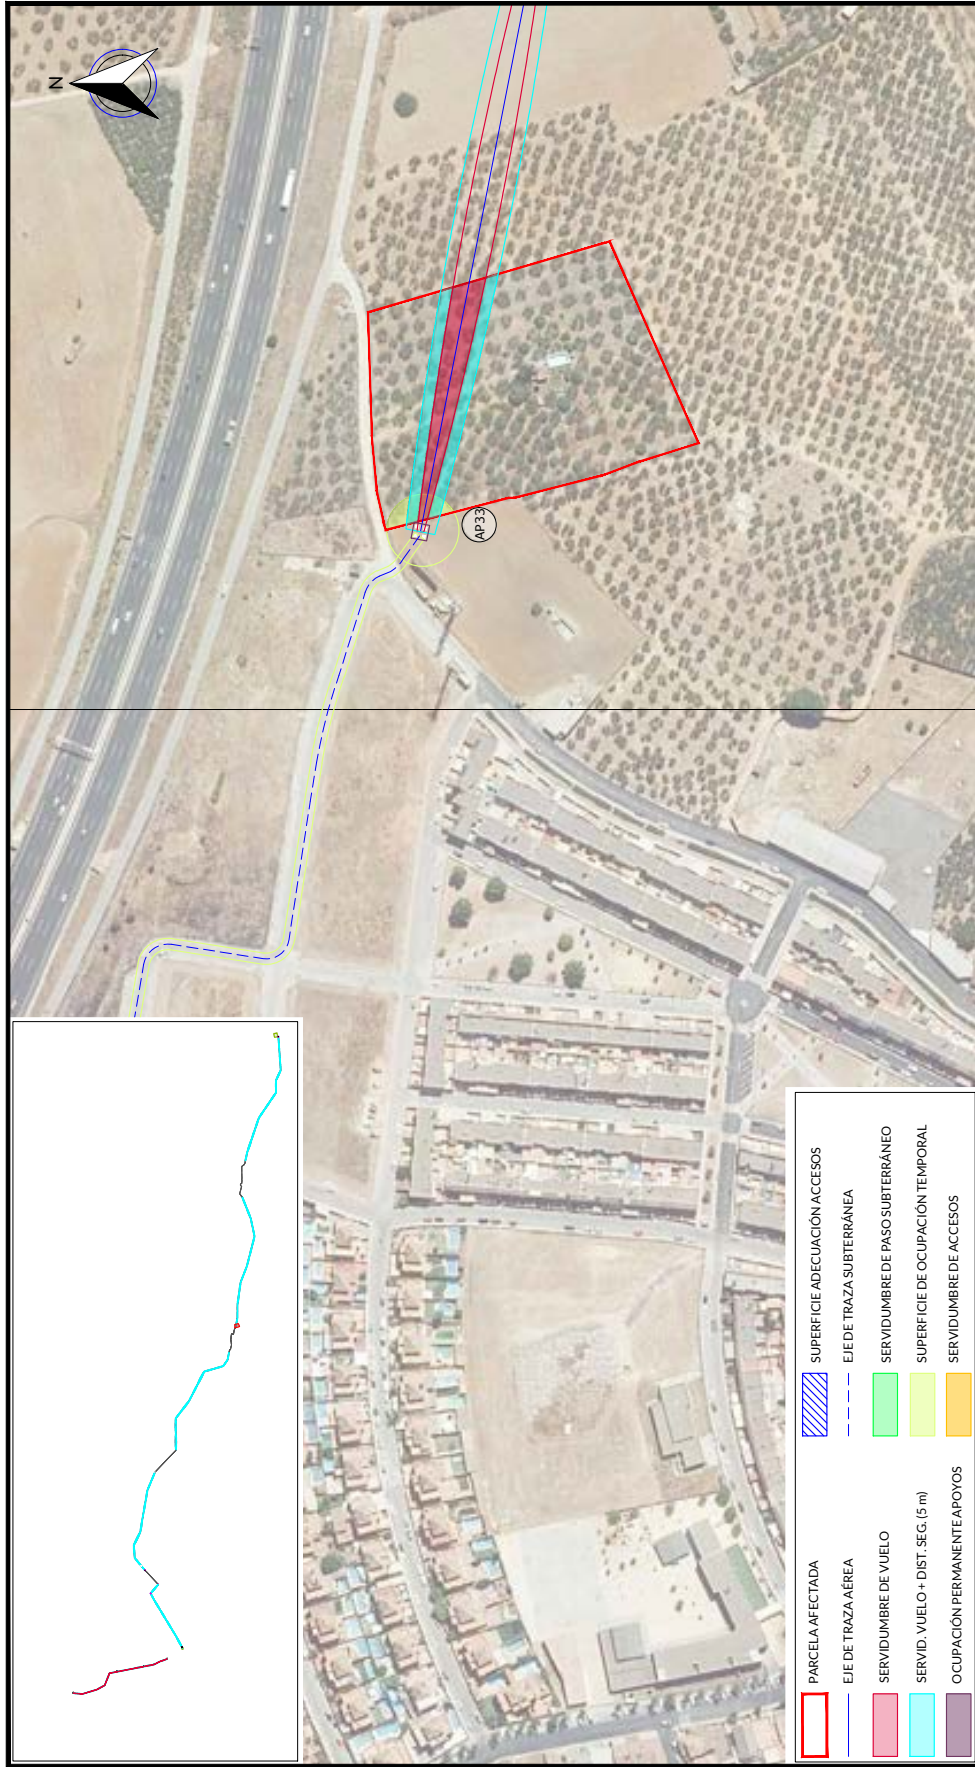 N
AP33
PARCELA AFECTADA
EJE DE TRAZA AÉREA
SERVIDUMBRE DE VUELO
SERVID. VUELO + DIST. SEG. (5 m)
OCUPACIÓN PERMANENTE APOYOS
SUPERFICIE ADECUACIÓN ACCESOS
EJE DE TRAZA SUBTERRÁNEA
SERVIDUMBRE DE PASO SUBTERRÁNEO
SUPERFICIE DE OCUPACIÓN TEMPORAL
SERVIDUMBRE DE ACCESOS